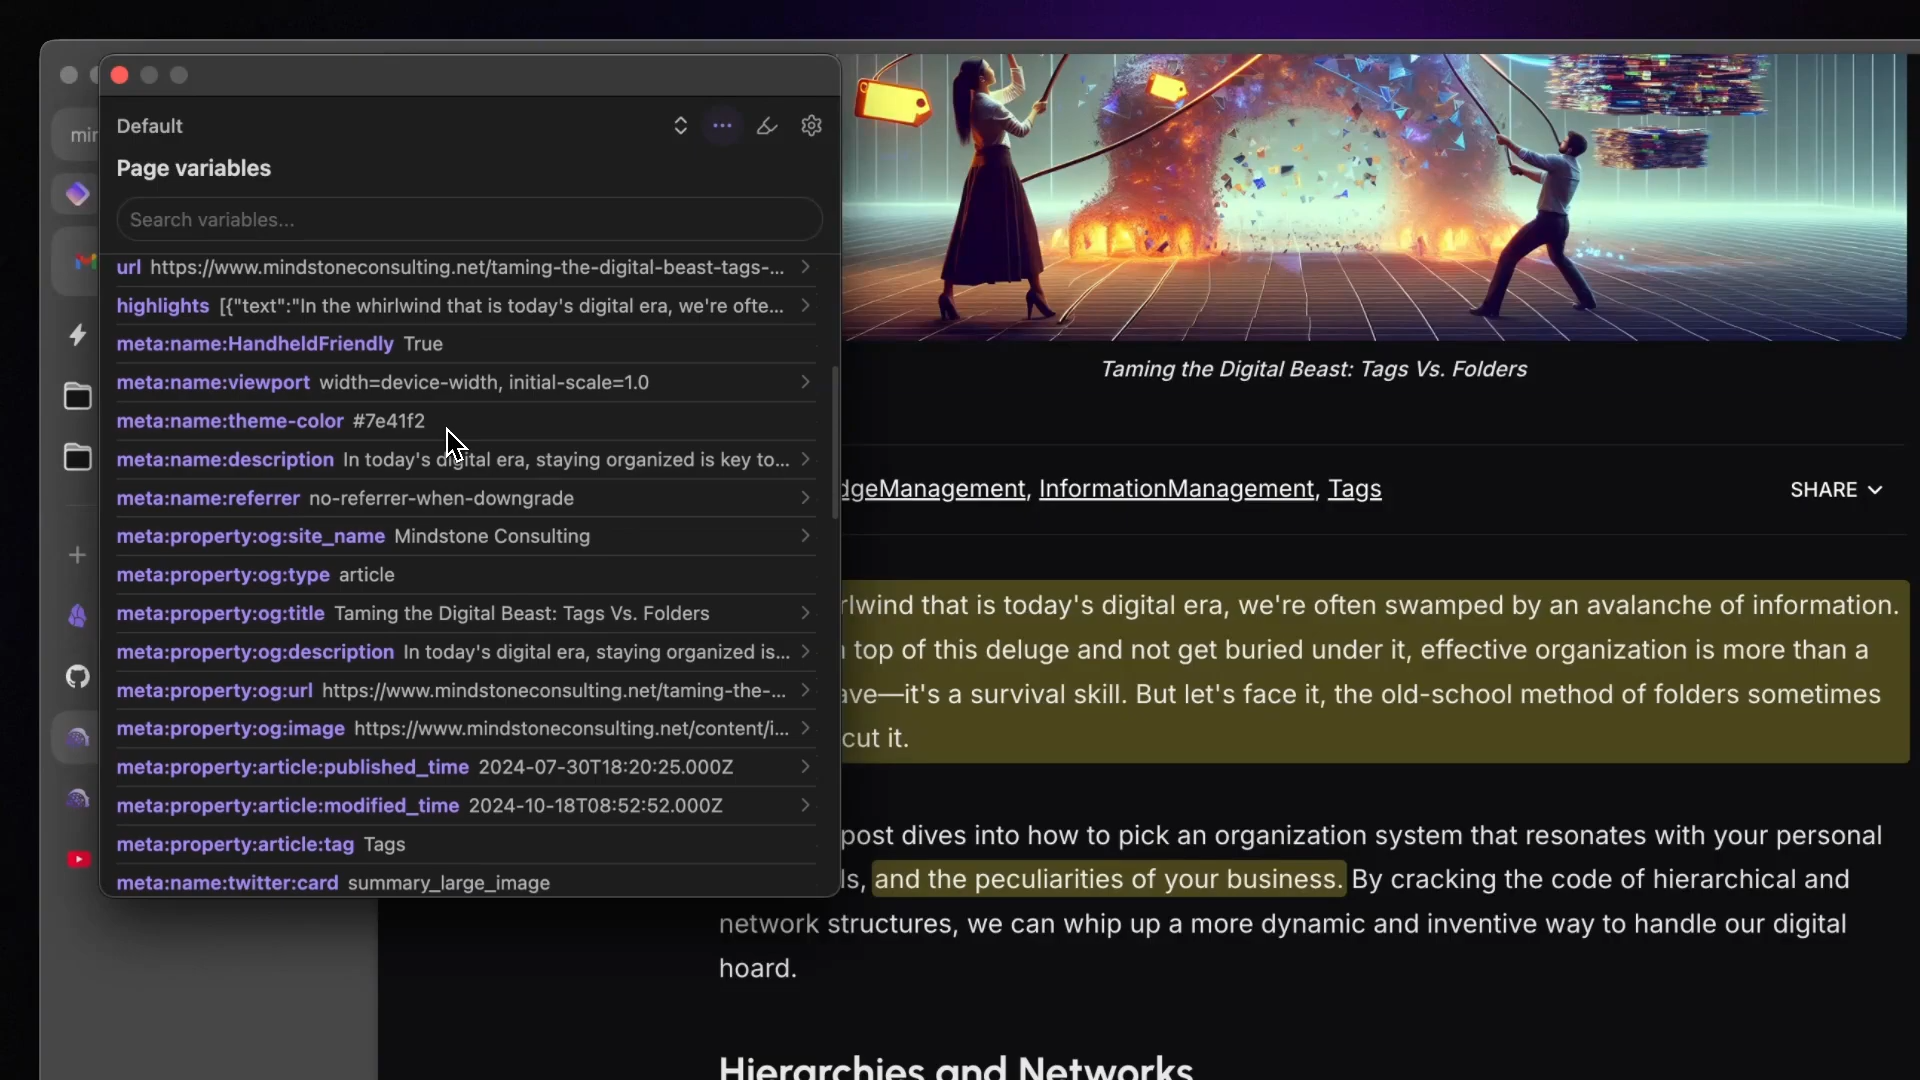 min
Default
Page variables
Search variables...
url https://www.mindstoneconsulting.net/taming-the-digital-beast-tags-...
highlights [{"text":"In the whirlwind that is today's digital era, we're ofte...
meta:name:HandheldFriendly True
meta:name:viewport width=device-width, initial-scale=1.0
meta:name:theme-color #7e41f2
meta:name:description In today's digital era, staying organized is key to...
meta:name:referrer no-referrer-when-downgrade
meta:property:og:site_name Mindstone Consulting
meta:property:og:type article
meta:property:og:title Taming the Digital Beast: Tags Vs. Folders
meta:property:og:description In today's digital era, staying organized is...
meta:property:og:url https://www.mindstoneconsulting.net/taming-the-...
meta:property:og:image https://www.mindstoneconsulting.net/content/i...
meta:property:article:published_time 2024-07-30T18:20:25.000Z
meta:property:article:modified_time 2024-10-18T08:52:52.000Z
meta:property:article:tag Tags
meta:name:twitter:card summary_large_image
Taming the Digital Beast: Tags Vs. Folders
dgeManagement, InformationManagement, Tags
SHARE
rlwind that is today's digital era, we're often swamped by an avalanche of information.
top of this deluge and not get buried under it, effective organization is more than a
ave—it's a survival skill. But let's face it, the old-school method of folders sometimes
cut it.
post dives into how to pick an organization system that resonates with your personal
ls, and the peculiarities of your business. By cracking the code of hierarchical and
network structures, we can whip up a more dynamic and inventive way to handle our digital
hoard.
Hierarchies and Networks